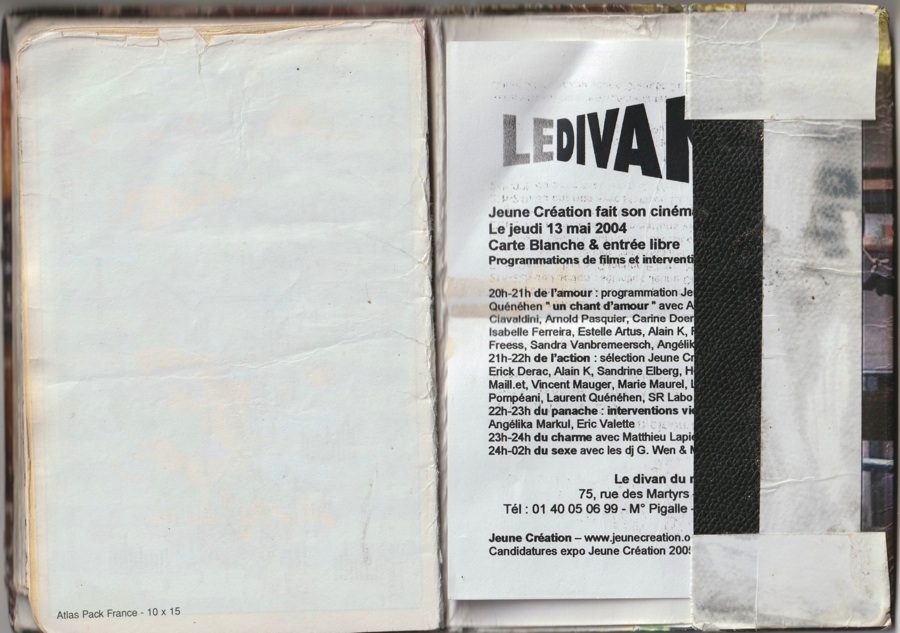 Atlas Pack France - 10 x 15
LE DIVA
Jeune Création fait son ciném
Le jeudi 13 mai 2004
Carte Blanche & entrée libre
Programmations de films et interventi
20h-21h de l'amour : programmation Je
Quénéhen " un chant d'amour " avec A
Ciavaldini, Arnold Pasquier, Carine Doer
Isabelle Ferreira, Estelle Artus, Alain K,
Freess, Sandra Vanbremeersch, Angélik
21h-22h de l'action : sélection Jeune Cr
Erick Derac, Alain K, Sandrine Elberg, H
Maill.et, Vincent Mauger, Marie Maurel, L
Pompéani, Laurent Quénéhen, SR Labo
22h-23h du panache : interventions vi
Angélika Markul, Eric Valette
23h-24h du charme avec Matthieu Lapi
24h-02h du sexe avec les dj G. Wen & M
Le divan du
75, rue des Martyrs -
Tél : 01 40 05 06 99 - M° Pigalle -
Jeune Création – www.jeunecreation.o
Candidatures expo Jeune Création 2005